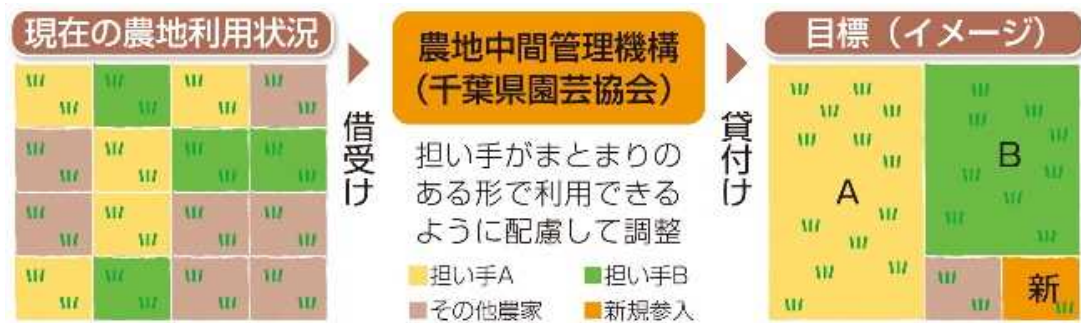 現在の農地利用状況
借受け
農地中間管理機構
（千葉県園芸協会）
担い手がまとまりの
ある形で利用できる
ように配慮して調整
担い手A
担い手B
その他農家
新規参入
貸付け
目標（イメージ）
A
B
新